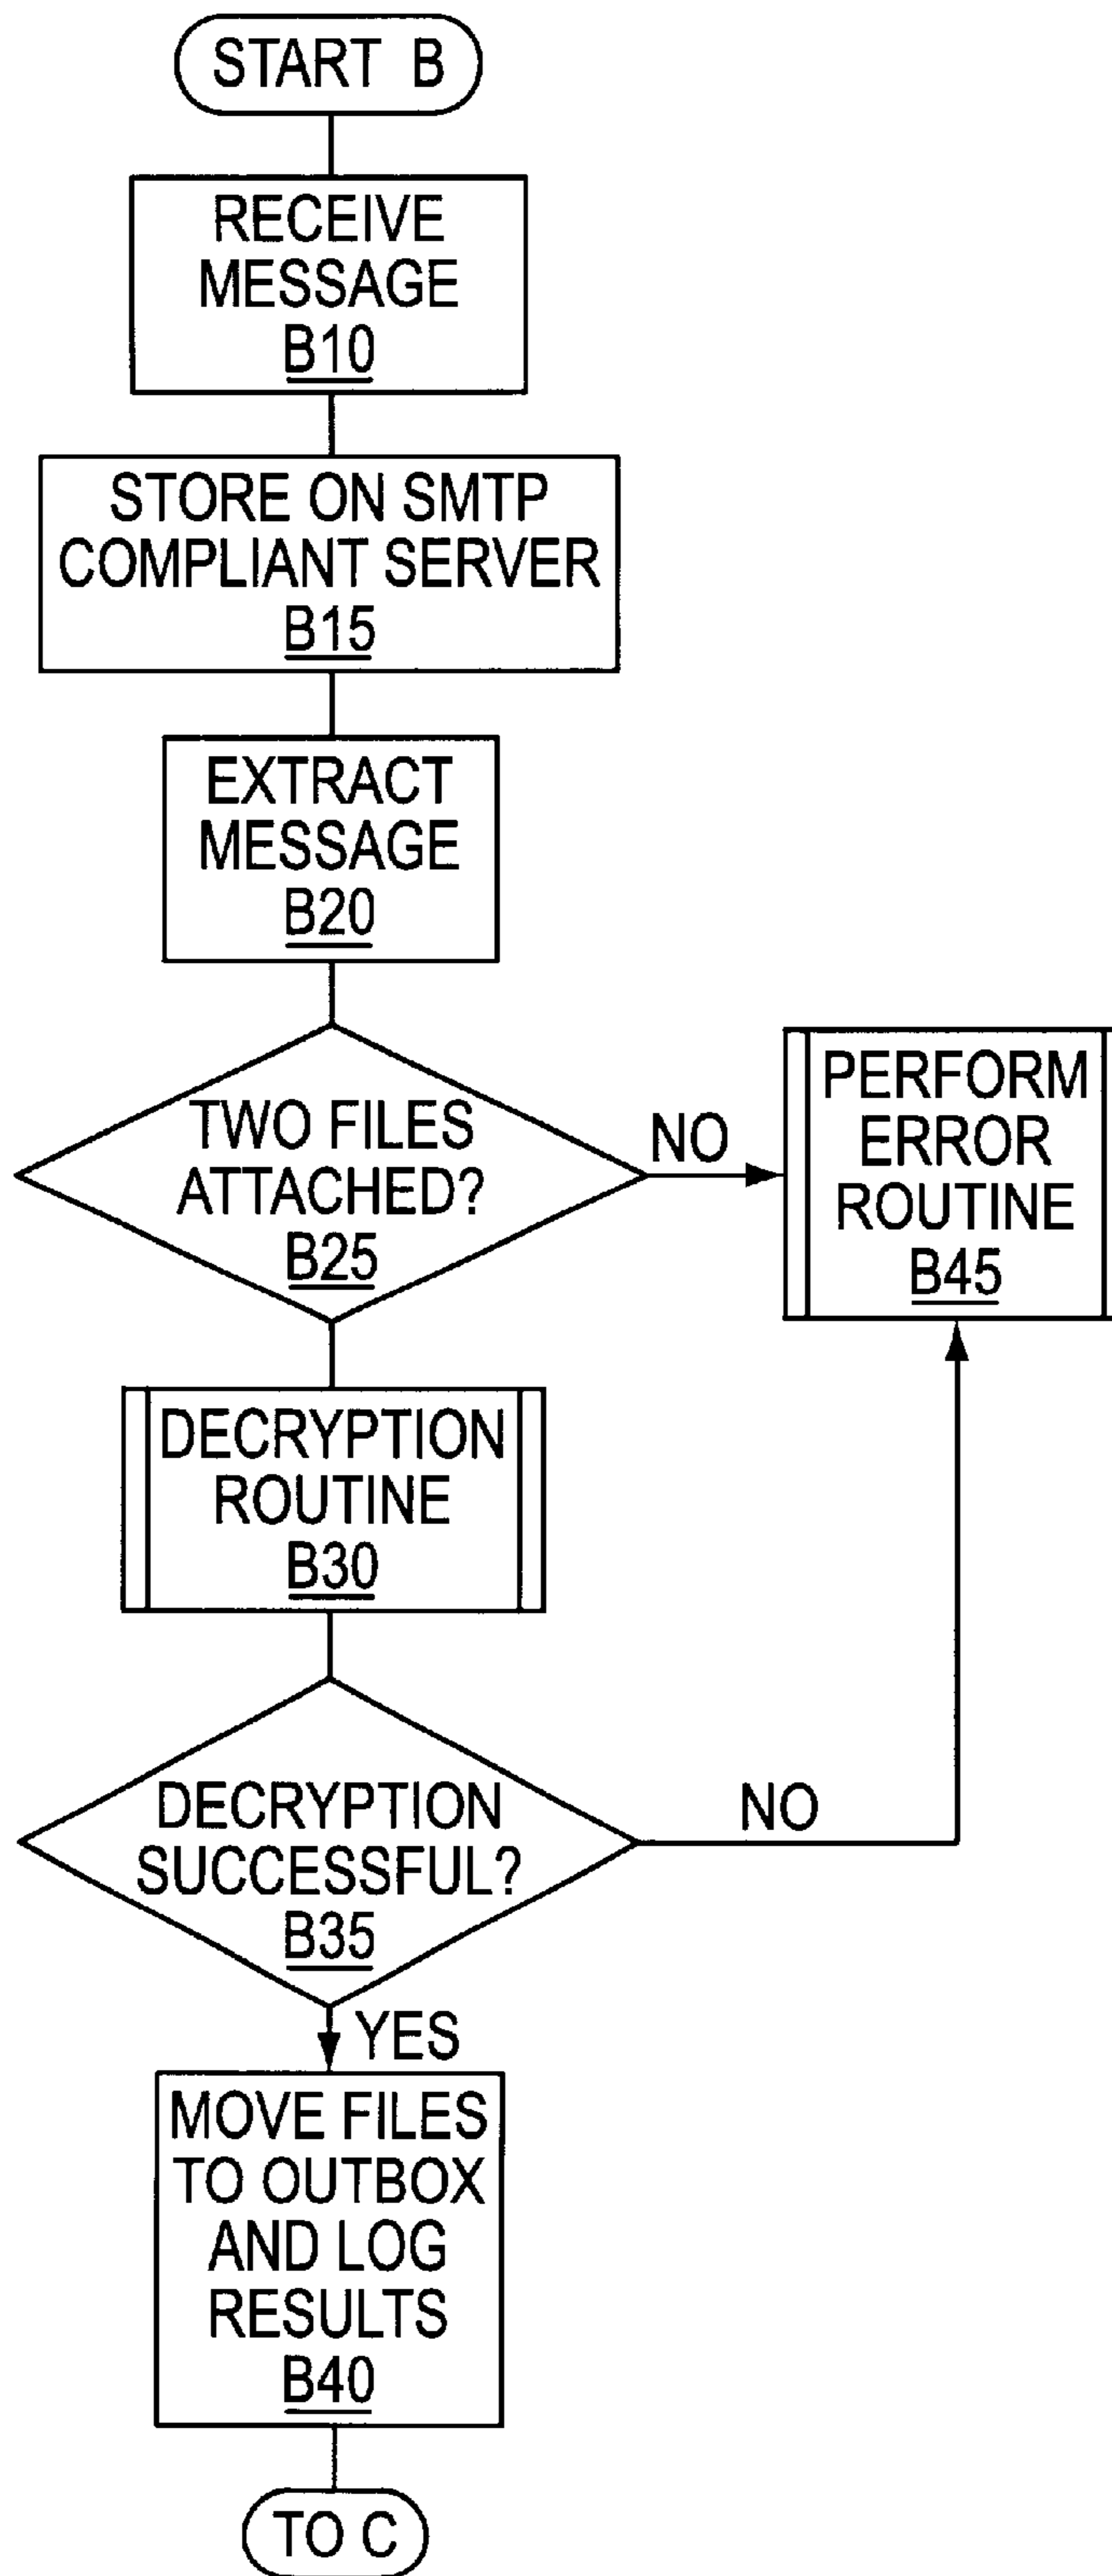 START B
RECEIVE
MESSAGE
B10
STORE ON SMTP
COMPLIANT SERVER
B15
EXTRACT
MESSAGE
B20
TWO FILES
ATTACHED?
B25
NO
PERFORM
ERROR
ROUTINE
B45
DECRYPTION
ROUTINE
B30
DECRYPTION
SUCCESSFUL?
B35
NO
YES
MOVE FILES
TO OUTBOX
AND LOG
RESULTS
B40
TO C